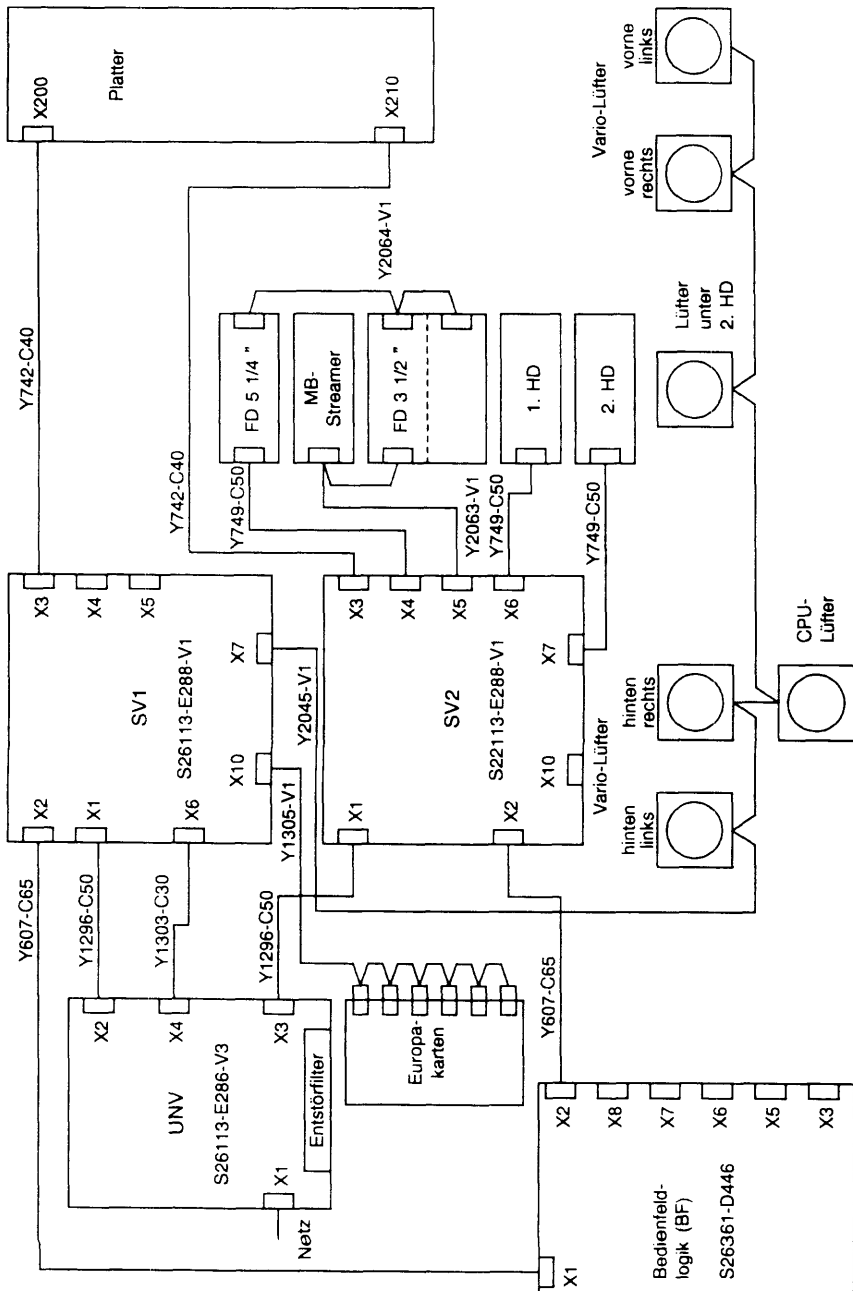 Platter
X200
X210
Y742-C40
Y742-C40
Y2064-V1
FD 5 1/4 "
MB-
Streamer
FD 3 1/2 "
1. HD
2. HD
Y749-C50
Y2063-V1
Y749-C50
Y749-C50
SV1
S26113-E288-V1
X3
X4
X5
X2
X1
X6
X7
X10
Y2045-V1
Y1305-V1
SV2
S22113-E288-V1
X3
X4
X5
X6
X1
X2
X7
X10
Y607-C65
Y1296-C50
Y1303-C30
Y1296-C50
Y607-C65
UNV
S26113-E286-V3
X2
X4
X3
X1
Entstörfilter
Netz
Europa-
karten
Bedienfeld-
logik (BF)
S26361-D446
X1
X2
X8
X7
X6
X5
X3
Vario-Lüfter
hinten
links
hinten
rechts
CPU-
Lüfter
Lüfter
unter
2. HD
Vario-Lüfter
vorne
rechts
vorne
links